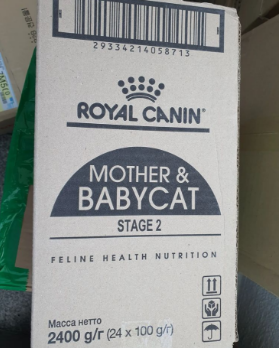 29334214058713
ROYAL CANIN
MOTHER &
BABYCAT
STAGE 2
FELINE HEALTH NUTRITION
Масса нетто
2400 g/г (24 x 100 g/г)